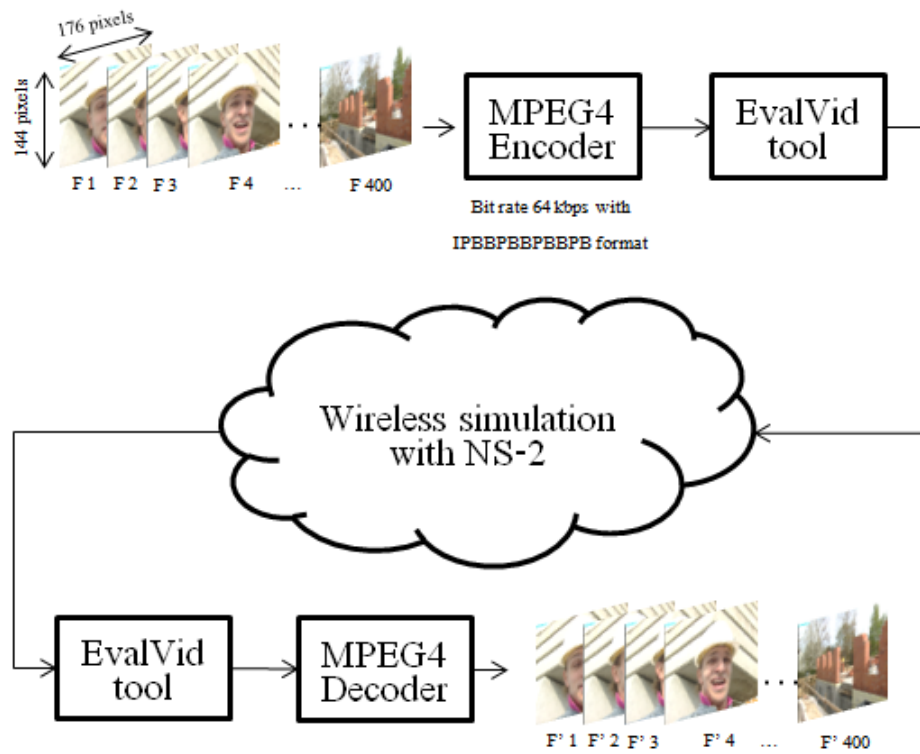 176 pixels
144 pixels
F 1 F 2 F 3 F 4 ... F 400
MPEG4
Encoder
EvalVid
tool
Bit rate 64 kbps with
IPBBPBBPBBPB format
Wireless simulation
with NS-2
EvalVid
tool
MPEG4
Decoder
F' 1 F' 2 F' 3 F' 4 ... F' 400